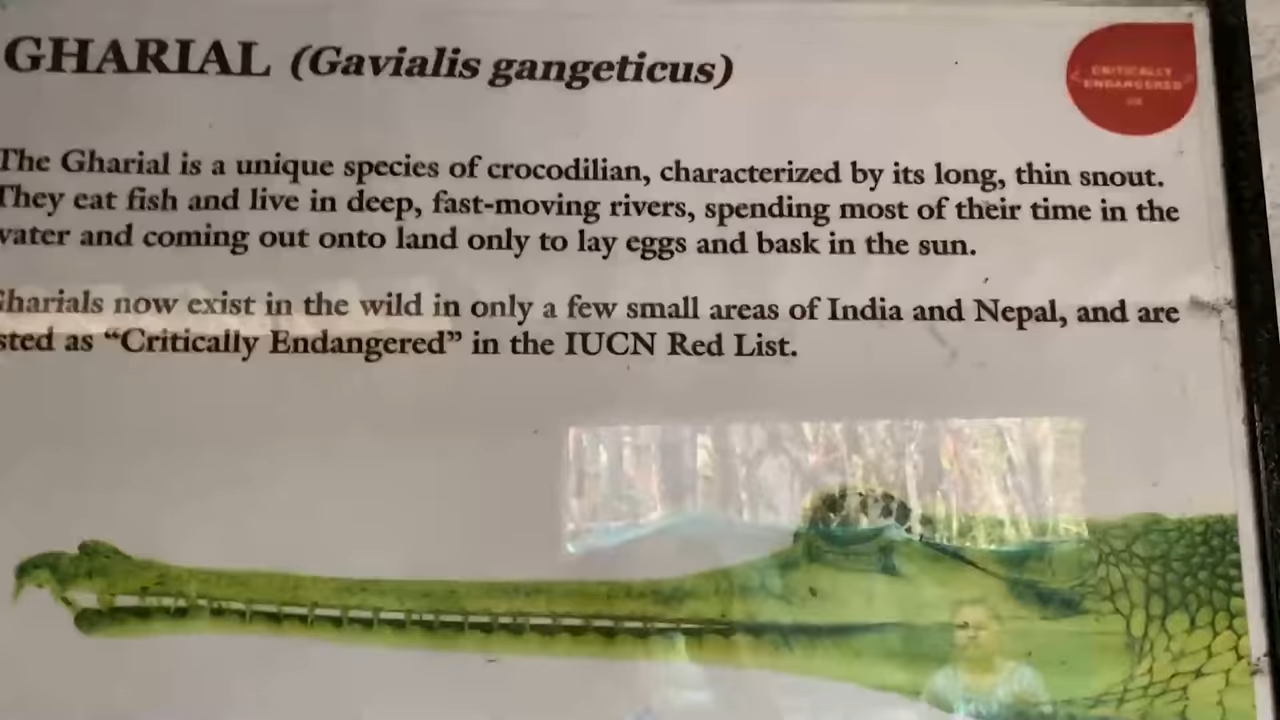 GHARIAL (Gavialis gangeticus)
CRITICALLY
ENDANGERED
The Gharial is a unique species of crocodilian, characterized by its long, thin snout.
They eat fish and live in deep, fast-moving rivers, spending most of their time in the
water and coming out onto land only to lay eggs and bask in the sun.
Gharials now exist in the wild in only a few small areas of India and Nepal, and are
sted as “Critically Endangered” in the IUCN Red List.